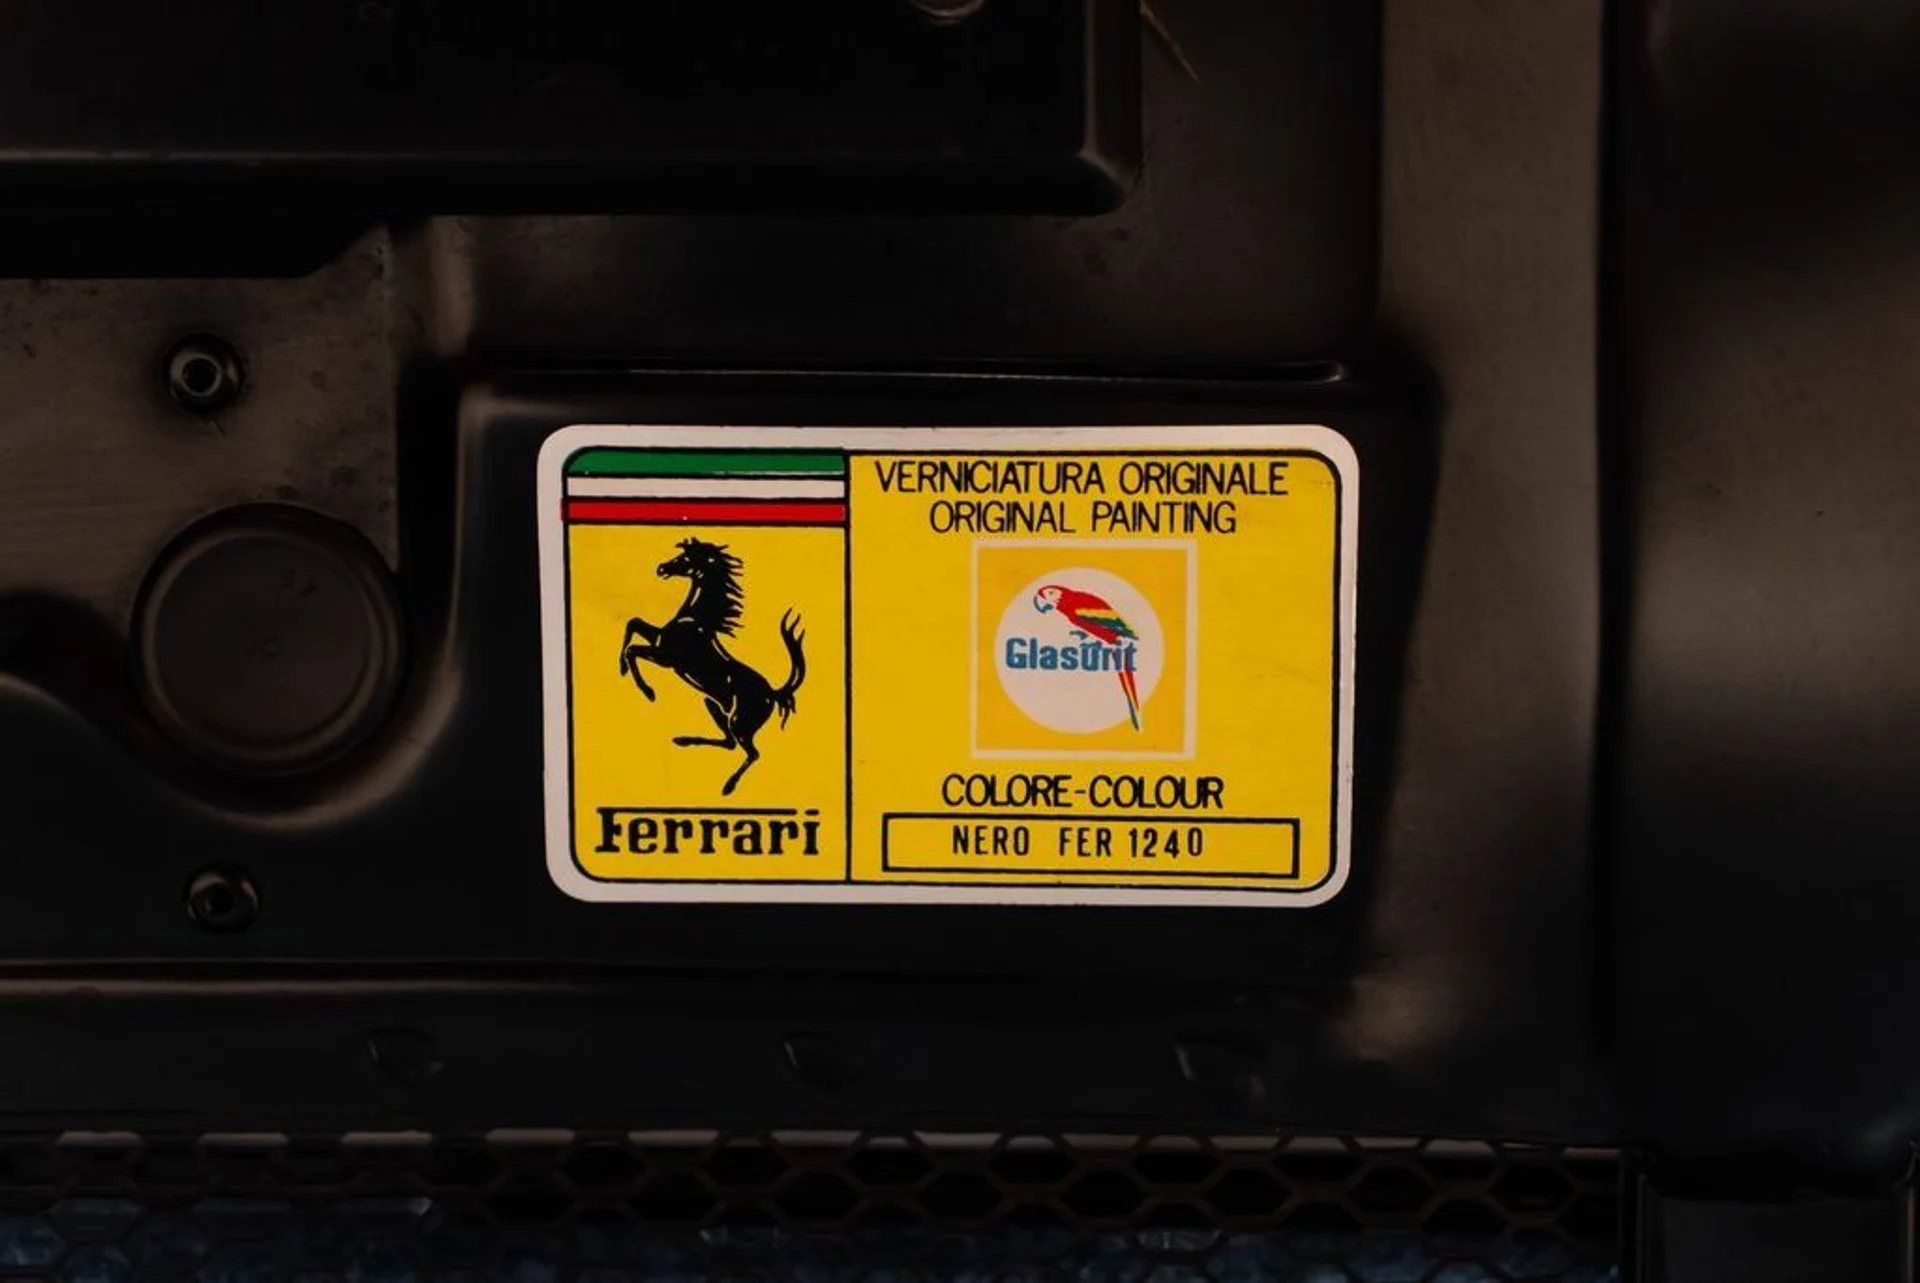 VERNICIATURA ORIGINALE
ORIGINAL PAINTING
Glasurit
COLORE-COLOUR
NERO FER 1240
Ferrari